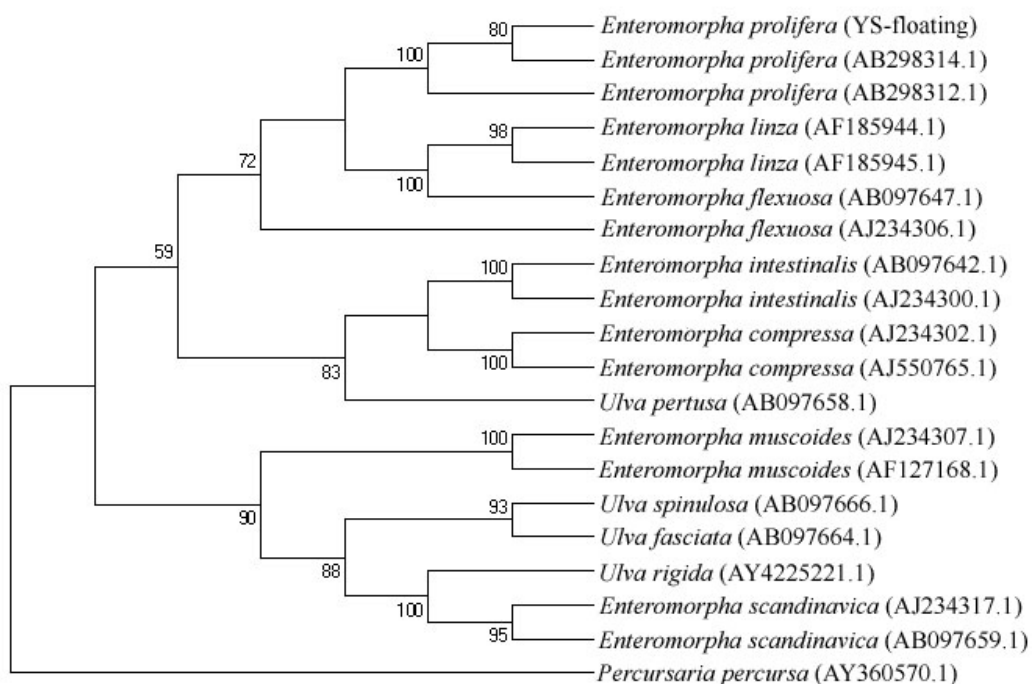 80
Enteromorpha prolifera (YS-floating)
100
Enteromorpha prolifera (AB298314.1)
Enteromorpha prolifera (AB298312.1)
98
Enteromorpha linza (AF185944.1)
72
Enteromorpha linza (AF185945.1)
100
Enteromorpha flexuosa (AB097647.1)
Enteromorpha flexuosa (AJ234306.1)
59
100
Enteromorpha intestinalis (AB097642.1)
Enteromorpha intestinalis (AJ234300.1)
Enteromorpha compressa (AJ234302.1)
83
100
Enteromorpha compressa (AJ550765.1)
Ulva pertusa (AB097658.1)
100
Enteromorpha muscoides (AJ234307.1)
Enteromorpha muscoides (AF127168.1)
93
Ulva spinulosa (AB097666.1)
90
Ulva fasciata (AB097664.1)
88
Ulva rigida (AY4225221.1)
100
Enteromorpha scandinavica (AJ234317.1)
95
Enteromorpha scandinavica (AB097659.1)
Percursaria percursa (AY360570.1)